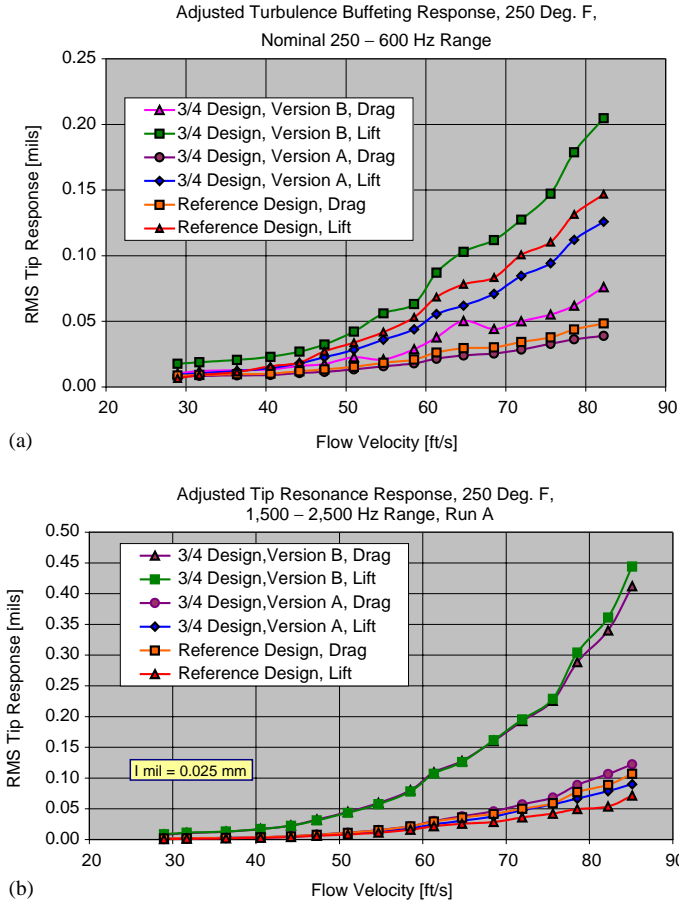 Adjusted Turbulence Buffeting Response, 250 Deg. F,
Nominal 250 – 600 Hz Range
0.25
0.20
0.15
0.10
0.05
0.00
RMS Tip Response [mils]
3/4 Design, Version B, Drag
3/4 Design, Version B, Lift
3/4 Design, Version A, Drag
3/4 Design, Version A, Lift
Reference Design, Drag
Reference Design, Lift
20 30 40 50 60 70 80 90
Flow Velocity [ft/s]
(a)
Adjusted Tip Resonance Response, 250 Deg. F,
1,500 – 2,500 Hz Range, Run A
0.50
0.45
0.40
0.35
0.30
0.25
0.20
0.15
0.10
0.05
0.00
RMS Tip Response [mils]
3/4 Design,Version B, Drag
3/4 Design,Version B, Lift
3/4 Design,Version A, Drag
3/4 Design,Version A, Lift
Reference Design, Drag
Reference Design, Lift
I mil = 0.025 mm
20 30 40 50 60 70 80 90
Flow Velocity [ft/s]
(b)